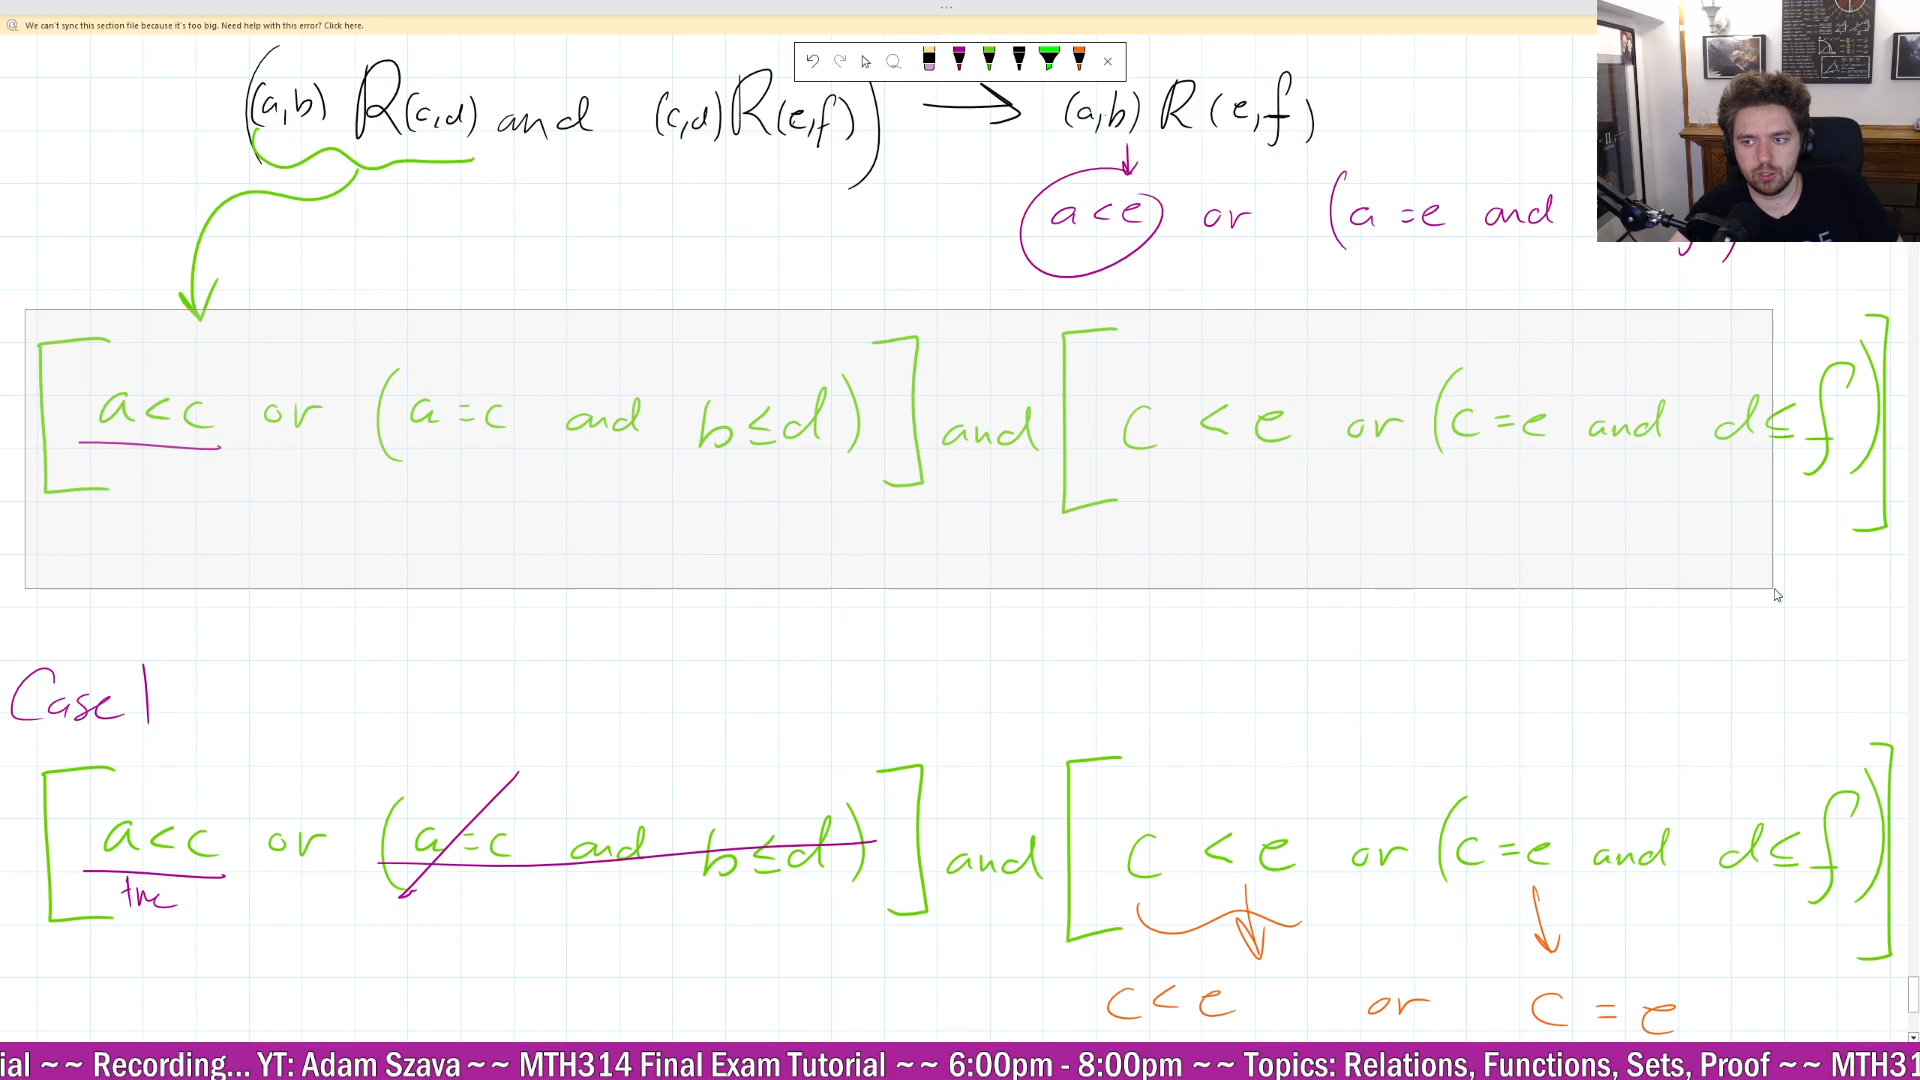 We can't sync this section file because it's too big. Need help with this error? Click here.
((a,b) R (c,d) and (c,d) R (e,f)) → (a,b) R (e,f)
a < e or (a = e and
[a < c or (a = c and b ≤ d)] and [c < e or (c = e and d ≤ f)]
Case 1
[a < c or (a = c and b ≤ d)] and [c < e or (c = e and d ≤ f)]
c < e or c = e
ial ~~ Recording... YT: Adam Szava ~~ MTH314 Final Exam Tutorial ~~ 6:00pm - 8:00pm ~~ Topics: Relations, Functions, Sets, Proof ~~ MTH31